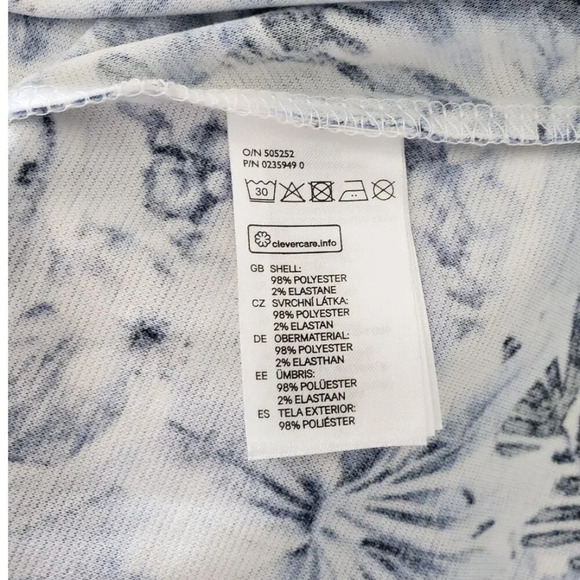 O/N 505252
P/N 0235949 0
30
clevercare.info
GB SHELL:
98% POLYESTER
2% ELASTANE
CZ SVRCHNÍ LÁTKA:
98% POLYESTER
2% ELASTAN
DE OBERMATERIAL:
98% POLYESTER
2% ELASTHAN
EE ÜMBRIS:
98% POLÜESTER
2% ELASTAAN
ES TELA EXTERIOR:
98% POLIÉSTER